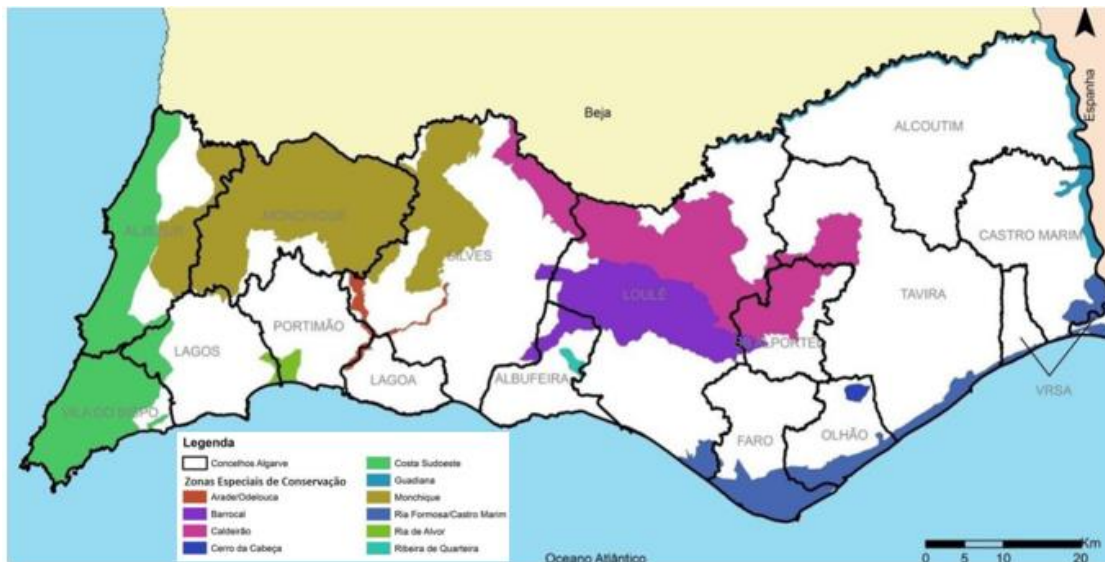 Beja
Espanha
ALCOUTIM
MONCHIQUE
ALJEZUR
CASTRO MARIM
SILVES
LOULÉ
TAVIRA
PORTIMÃO
LAGOS
LAGOA
ALBUFEIRA
PORTEL
VILA DO BISPO
VRSA
FARO
OLHÃO
Legenda
Concelhos Algarve
Zonas Especiais de Conservação
Arade/Odelouca
Barrocal
Caldeirão
Cerro da Cabeça
Costa Sudoeste
Guadiana
Monchique
Ria Formosa/Castro Marim
Ria de Alvor
Ribeira de Quarteira
Oceano Atlântico
Km
0 5 10 20